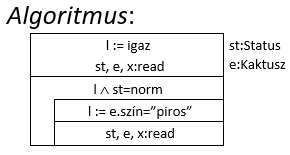 Algoritmus:
l := igaz
st, e, x:read
st:Status
e:Kaktusz
l ∧ st=norm
l := e.szín=”piros”
st, e, x:read